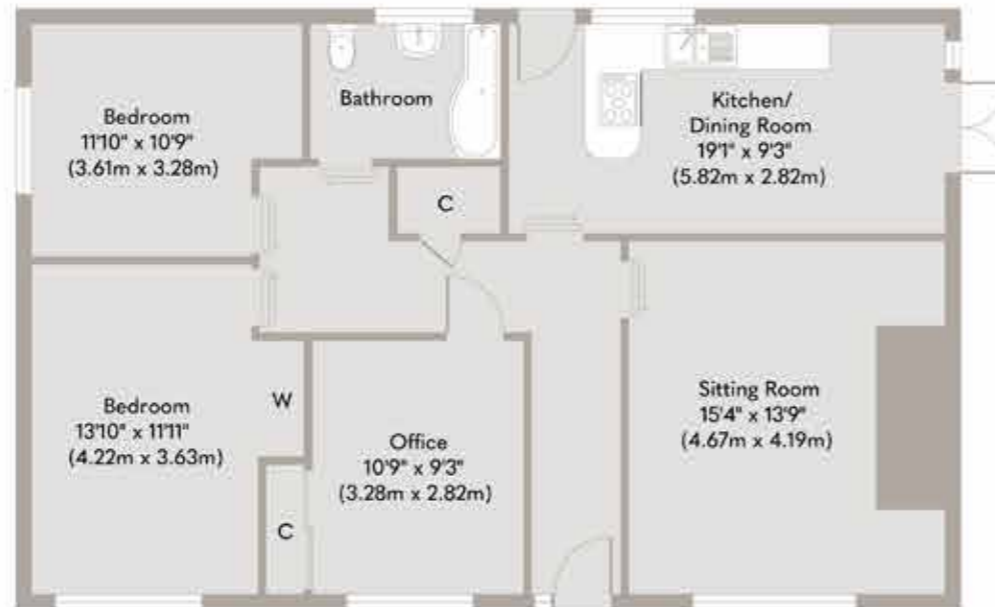 Bedroom
11'10" x 10'9"
(3.61m x 3.28m)
Bathroom
Kitchen/
Dining Room
19'1" x 9'3"
(5.82m x 2.82m)
C
Bedroom
13'10" x 11'11"
(4.22m x 3.63m)
W
C
Office
10'9" x 9'3"
(3.28m x 2.82m)
Sitting Room
15'4" x 13'9"
(4.67m x 4.19m)